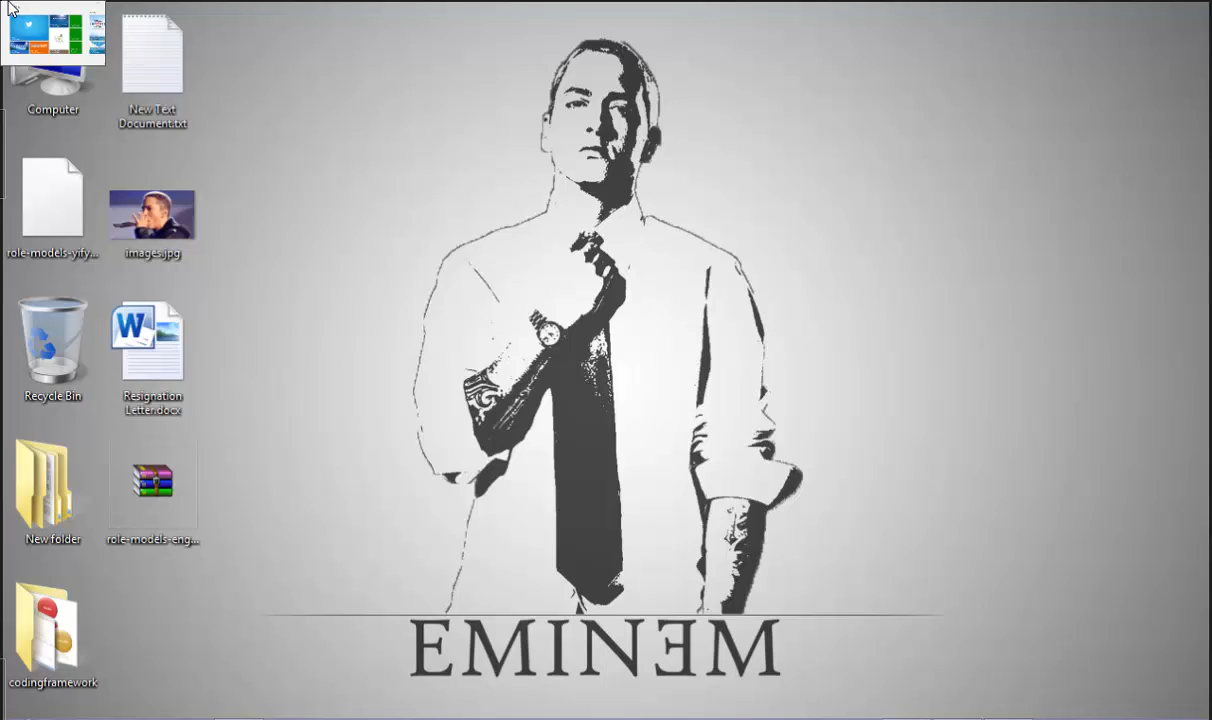 Computer
New Text
Document.txt
role-models-yify...
images.jpg
Recycle Bin
Resignation
Letter.docx
New folder
role-models-eng...
codingframework
EMINƎM